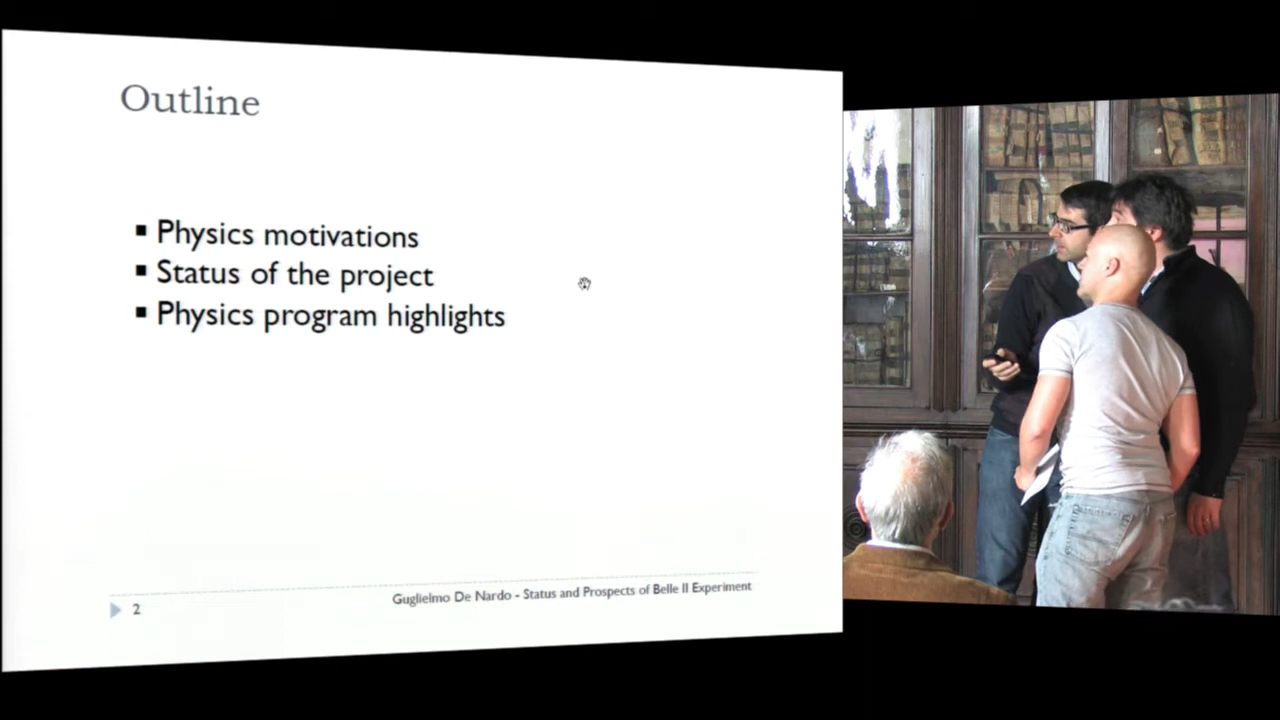 Outline
▪ Physics motivations
▪ Status of the project
▪ Physics program highlights
2
Guglielmo De Nardo - Status and Prospects of Belle II Experiment